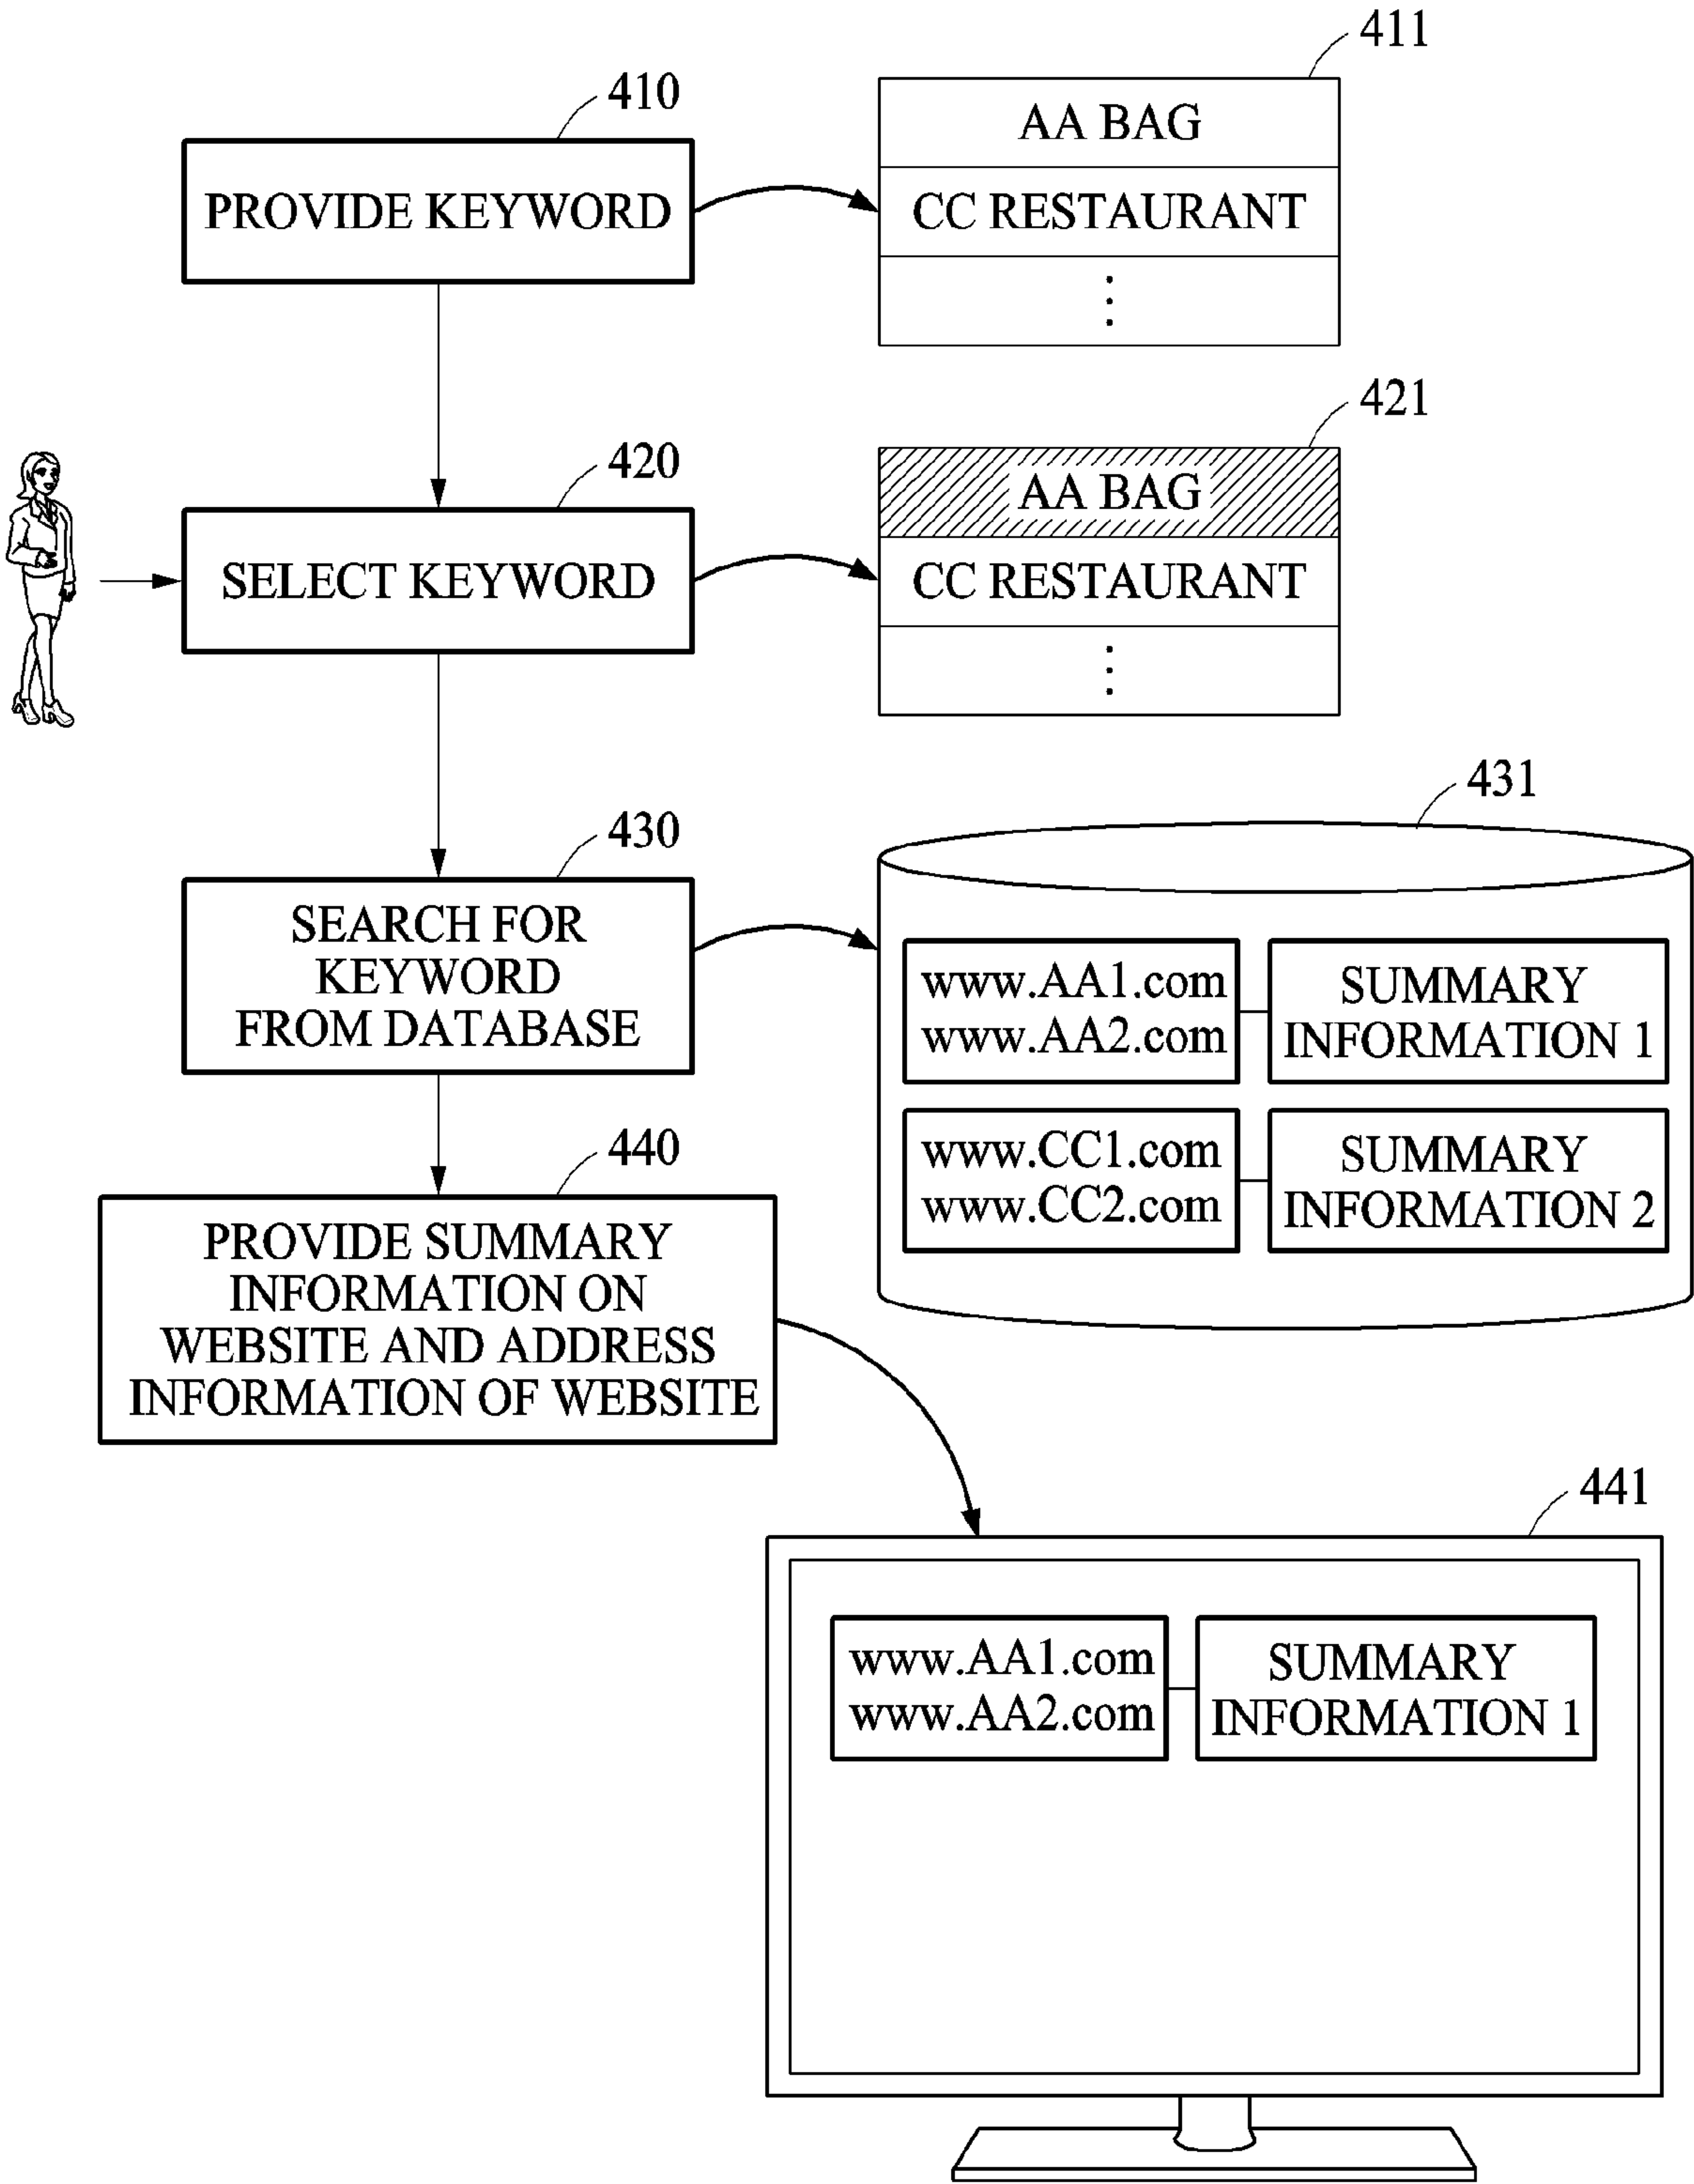 410
PROVIDE KEYWORD
411
AA BAG
CC RESTAURANT
420
SELECT KEYWORD
421
AA BAG
CC RESTAURANT
430
SEARCH FOR
KEYWORD
FROM DATABASE
431
www.AA1.com
www.AA2.com
SUMMARY
INFORMATION 1
www.CC1.com
www.CC2.com
SUMMARY
INFORMATION 2
440
PROVIDE SUMMARY
INFORMATION ON
WEBSITE AND ADDRESS
INFORMATION OF WEBSITE
441
www.AA1.com
www.AA2.com
SUMMARY
INFORMATION 1